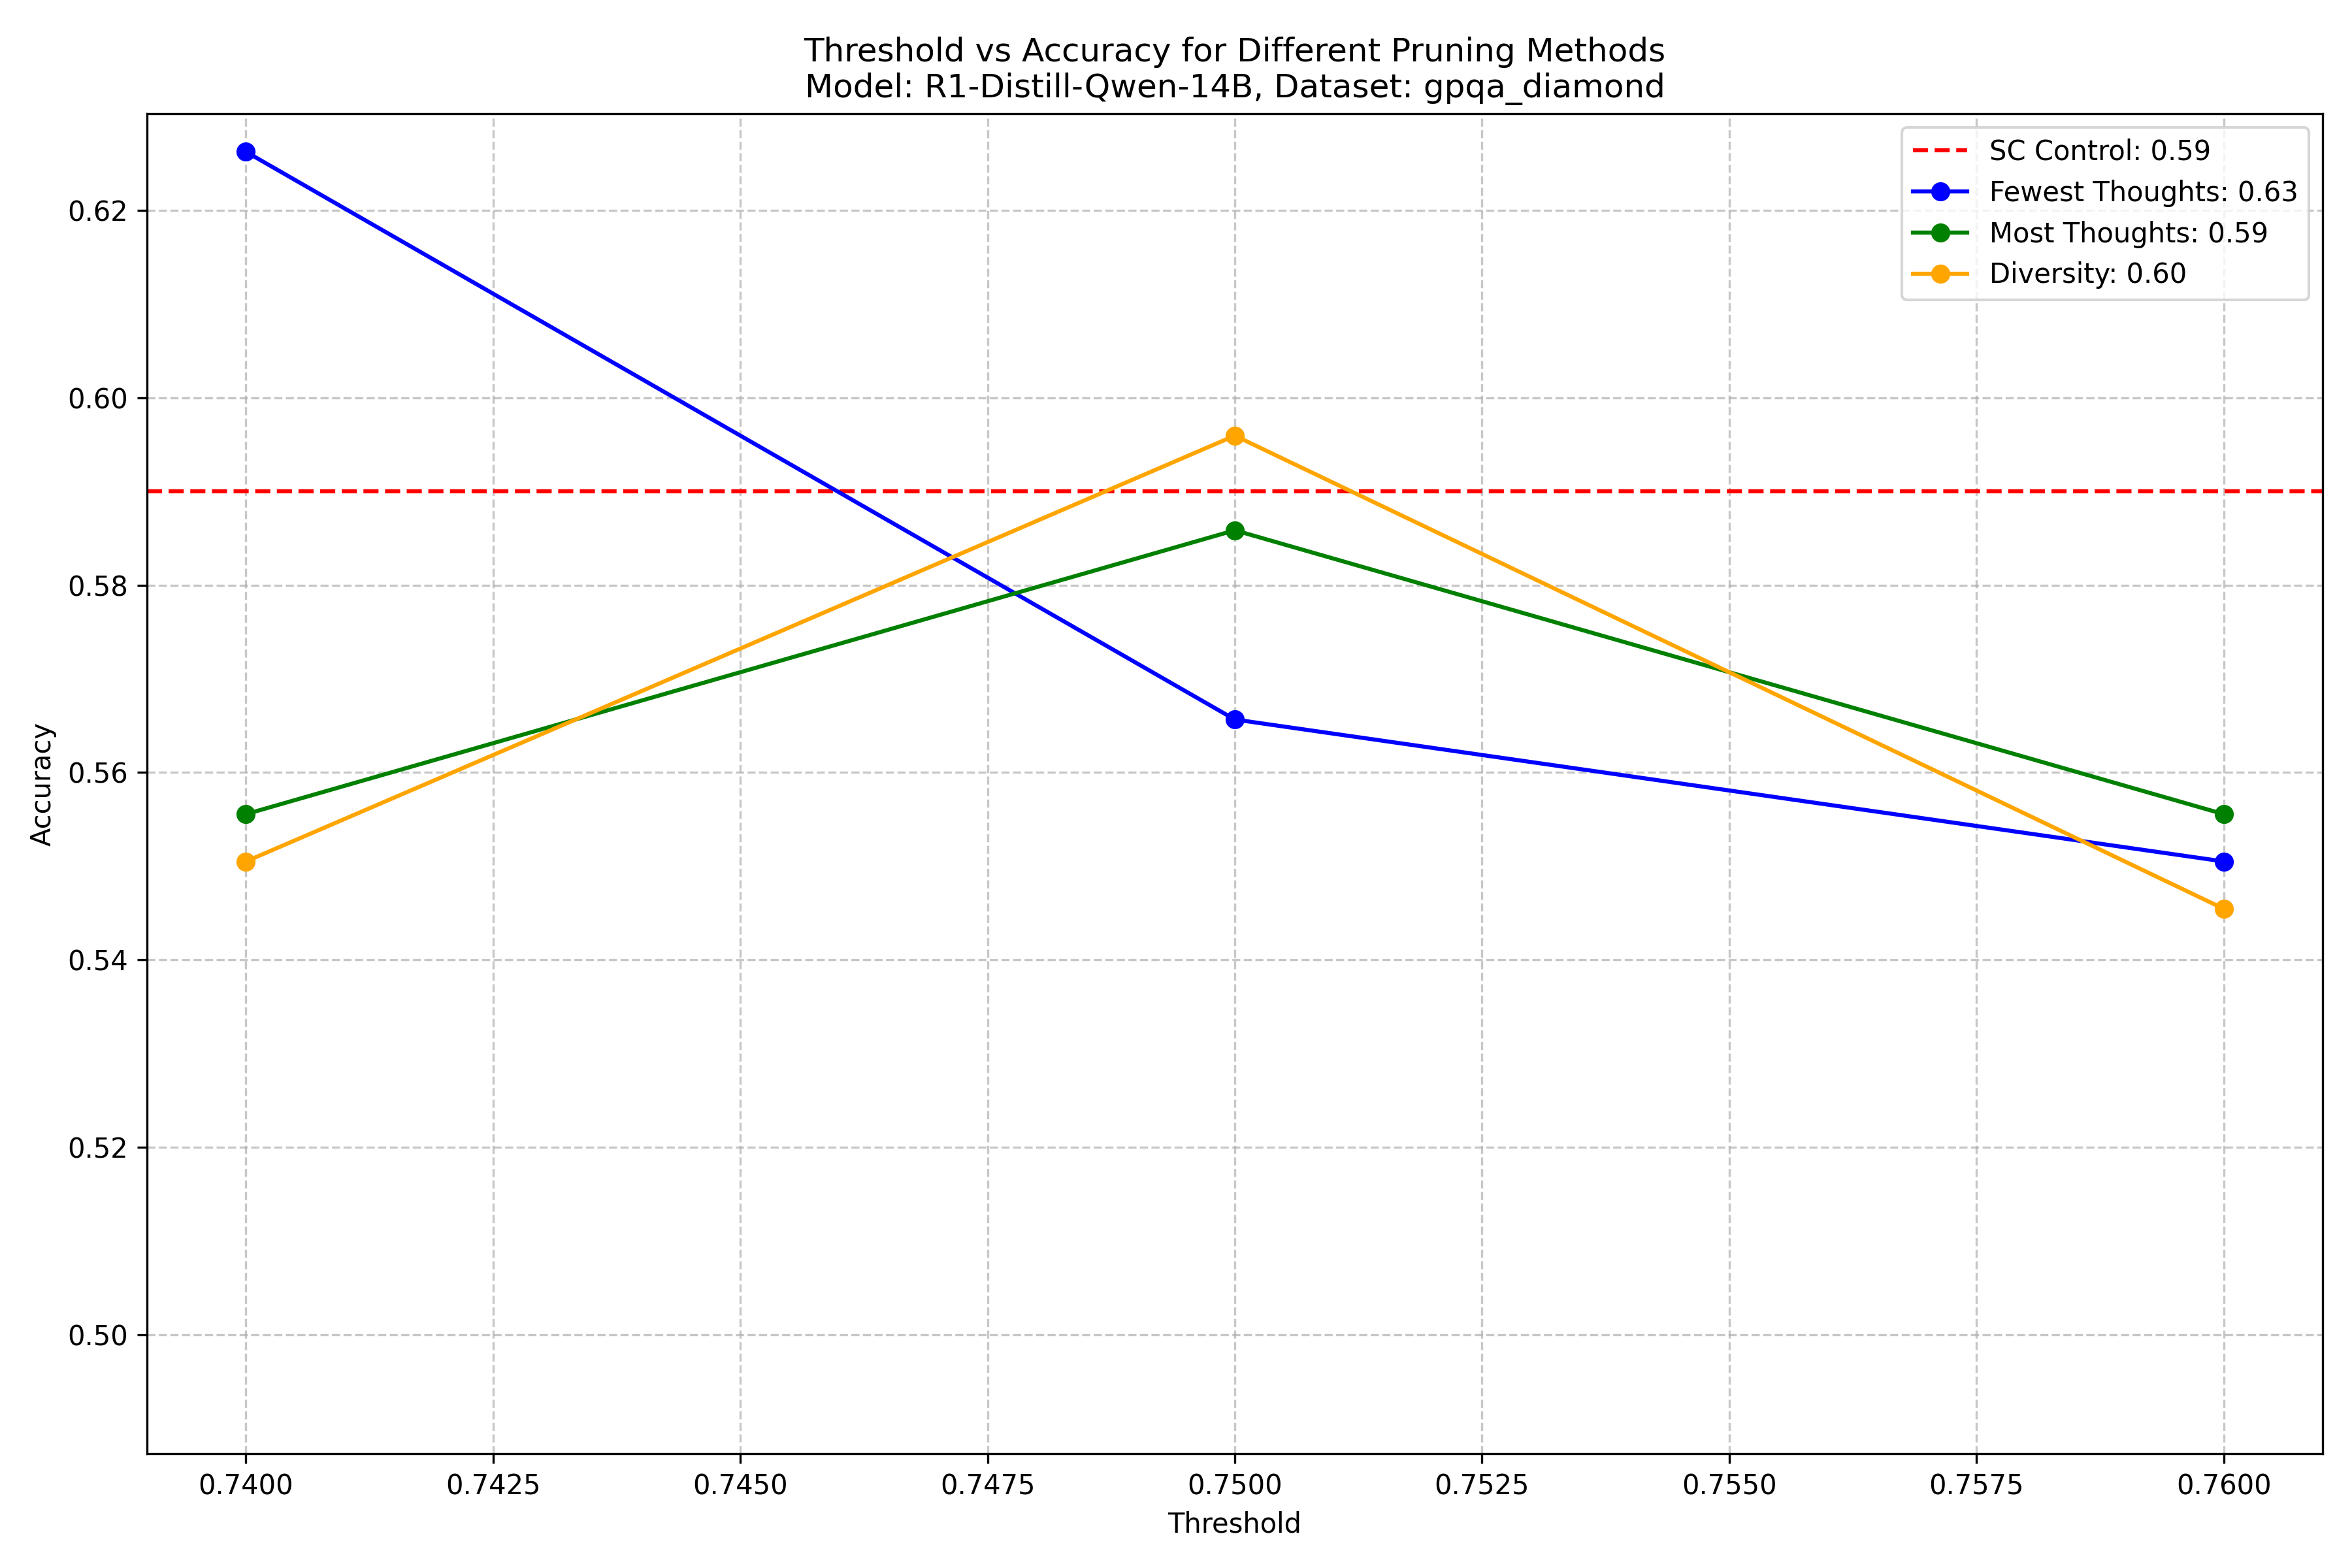 Threshold vs Accuracy for Different Pruning Methods
Model: R1-Distill-Qwen-14B, Dataset: gpqa_diamond
SC Control: 0.59
Fewest Thoughts: 0.63
Most Thoughts: 0.59
Diversity: 0.60
Accuracy
0.62
0.60
0.58
0.56
0.54
0.52
0.50
0.7400 0.7425 0.7450 0.7475 0.7500 0.7525 0.7550 0.7575 0.7600
Threshold